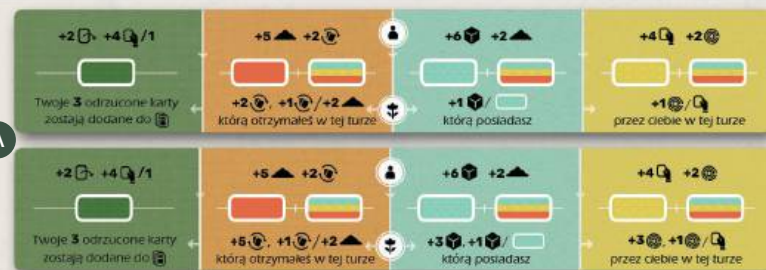 +2 +4 /1
+5 +2
+6 +2
+4 +2
Twoje 3 odrzucone karty
zostają dodane do
+2 , +1 /+2
którą otrzymałeś w tej turze
+1 /
którą posiadasz
+1 /
przez ciebie w tej turze
A
+2 +4 /1
+5 +2
+6 +2
+4 +2
Twoje 3 odrzucone karty
zostają dodane do
+5 , +1 /+2
którą otrzymałeś w tej turze
+3 , +1 /
którą posiadasz
+3 , +1 /
przez ciebie w tej turze